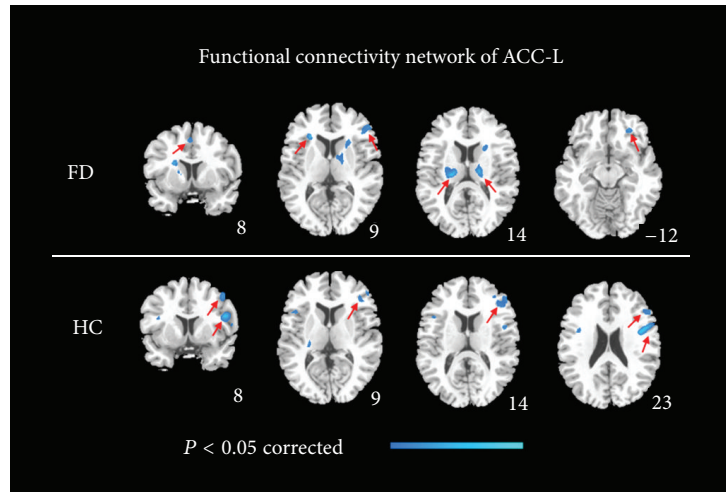 Functional connectivity network of ACC-L
FD
8
9
14
−12
HC
8
9
14
23
P < 0.05 corrected